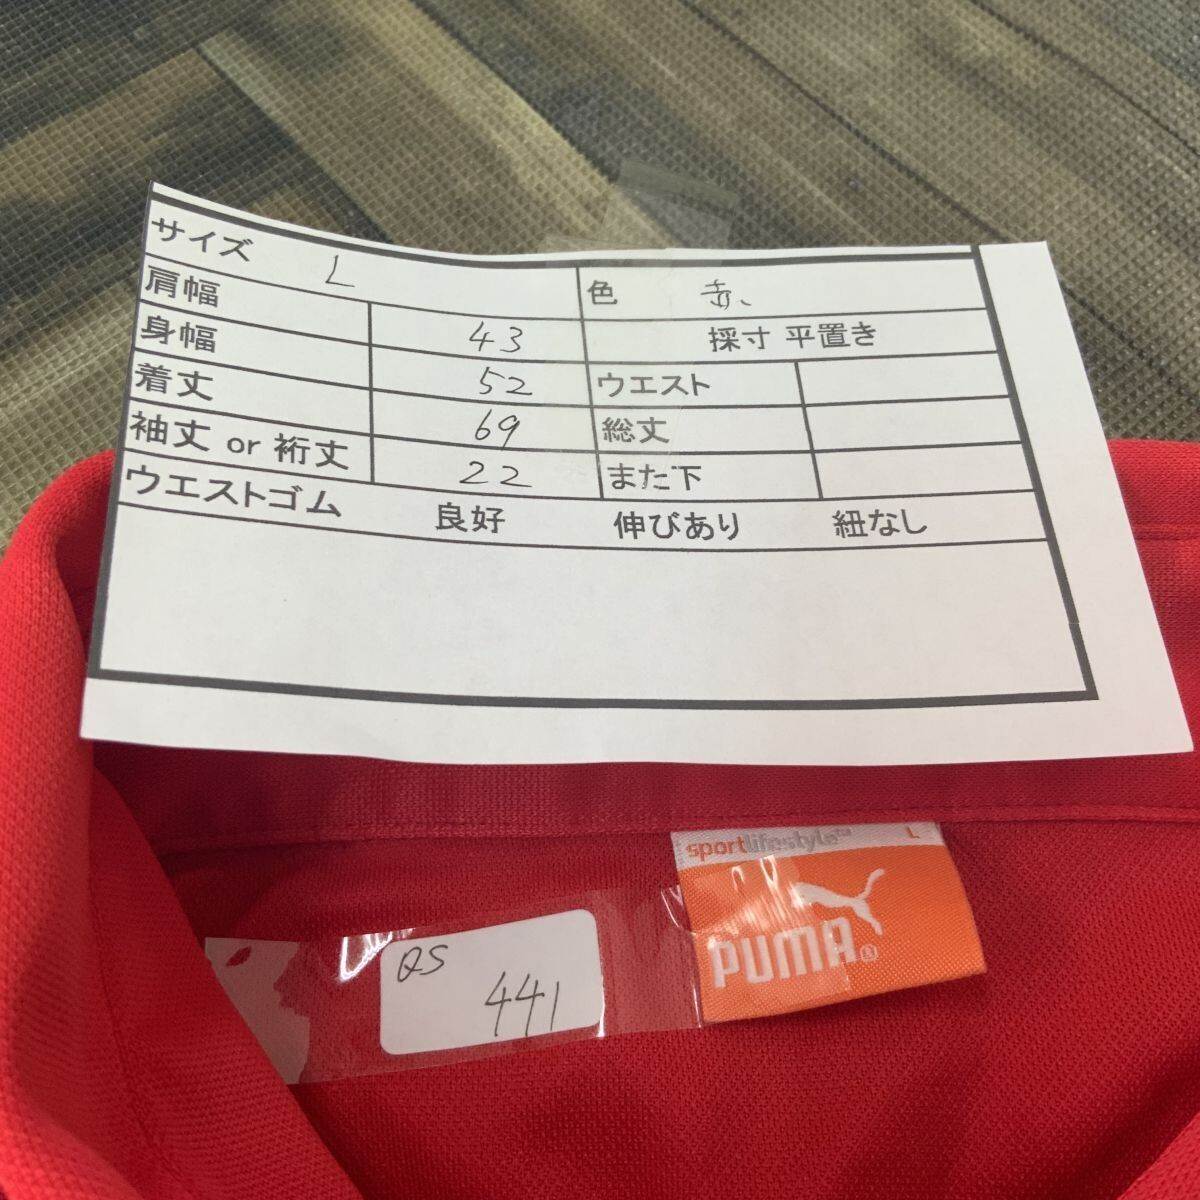 サイズ L 色 赤
肩幅 43 採寸 平置き
身幅 52 ウエスト
着丈 69 総丈
袖丈 or 裄丈 22 また下
ウエストゴム 良好 伸びあり 紐なし
sportlifestyle™ L
PUMA®
QS
441